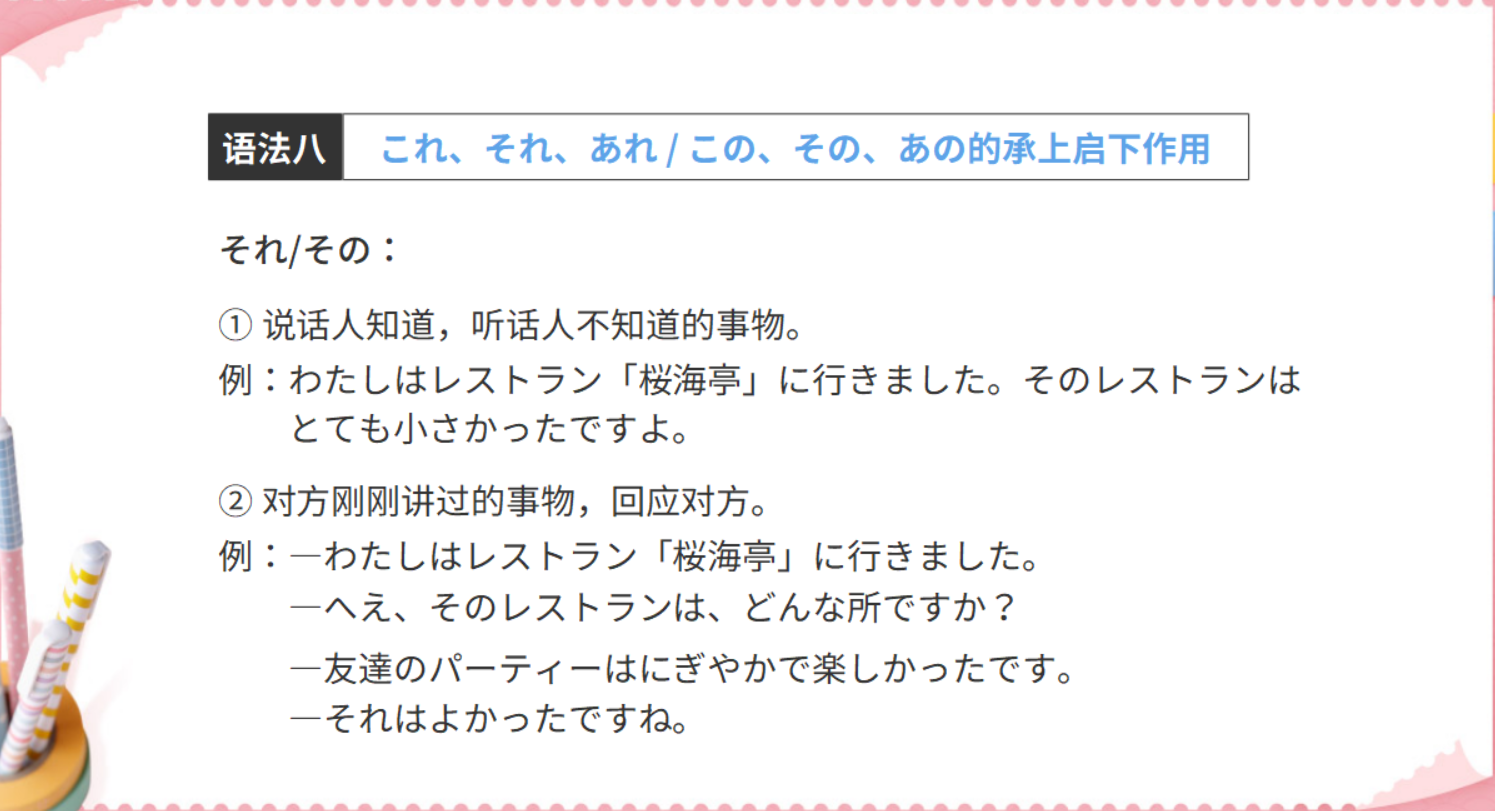 语法八 これ、それ、あれ / この、その、あの的承上启下作用
それ/その：
① 说话人知道，听话人不知道的事物。
例：わたしはレストラン「桜海亭」に行きました。そのレストランは
とても小さかったですよ。
② 对方刚刚讲过的事物，回应对方。
例：—わたしはレストラン「桜海亭」に行きました。
—へえ、そのレストランは、どんな所ですか？
—友達のパーティーはにぎやかで楽しかったです。
—それはよかったですね。